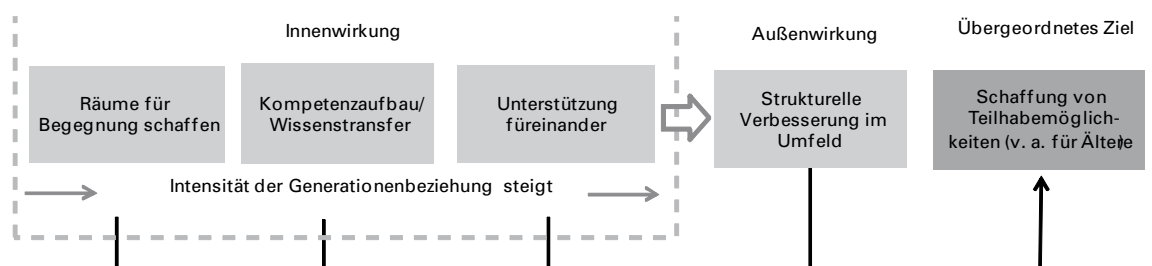 Innenwirkung
Außenwirkung
Übergeordnetes Ziel
Räume für
Begegnung schaffen
Kompetenzaufbau/
Wissenstransfer
Unterstützung
füreinander
Strukturelle
Verbesserung im
Umfeld
Schaffung von
Teilhabemöglich-
keiten (v. a. für Ältere)
Intensität der Generationenbeziehung steigt